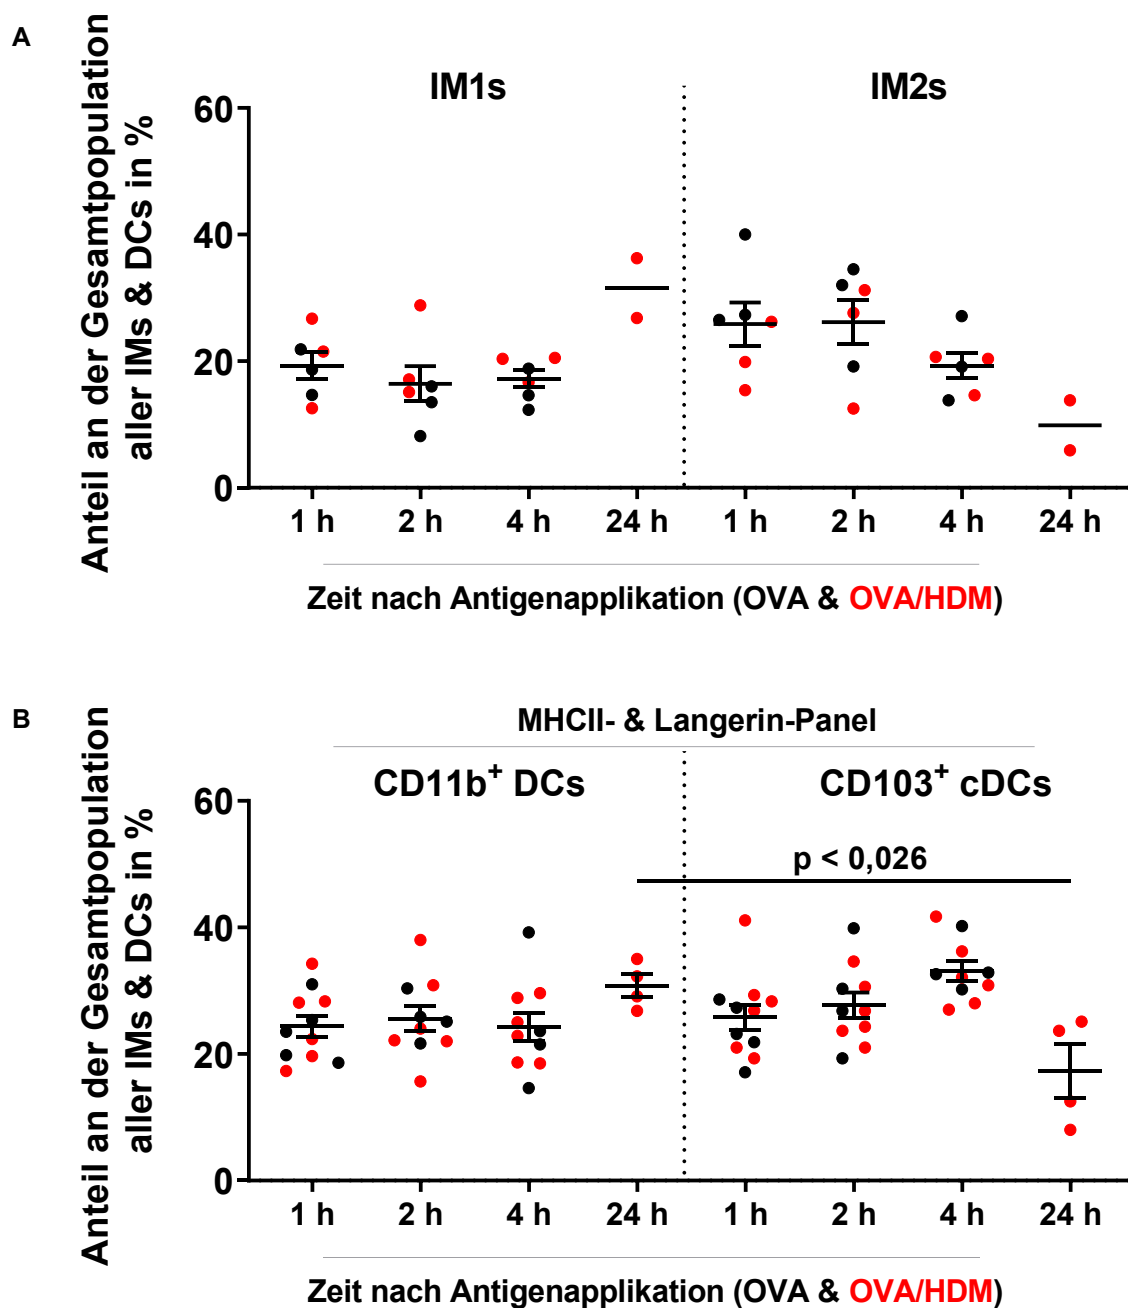 A
Anteil an der Gesamtpopulation
aller IMs & DCs in %
IM1s
IM2s
60
40
20
0
1 h 2 h 4 h 24 h 1 h 2 h 4 h 24 h
Zeit nach Antigenapplikation (OVA & OVA/HDM)
B
Anteil an der Gesamtpopulation
aller IMs & DCs in %
MHCII- & Langerin-Panel
CD11b⁺ DCs
CD103⁺ cDCs
60
p < 0,026
40
20
0
1 h 2 h 4 h 24 h 1 h 2 h 4 h 24 h
Zeit nach Antigenapplikation (OVA & OVA/HDM)